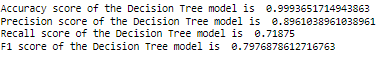 Accuracy score of the Decision Tree model is  0.9993651714943863
Precision score of the Decision Tree model is  0.8961038961038961
Recall score of the Decision Tree model is  0.71875
F1 score of the Decision Tree model is  0.7976878612716763